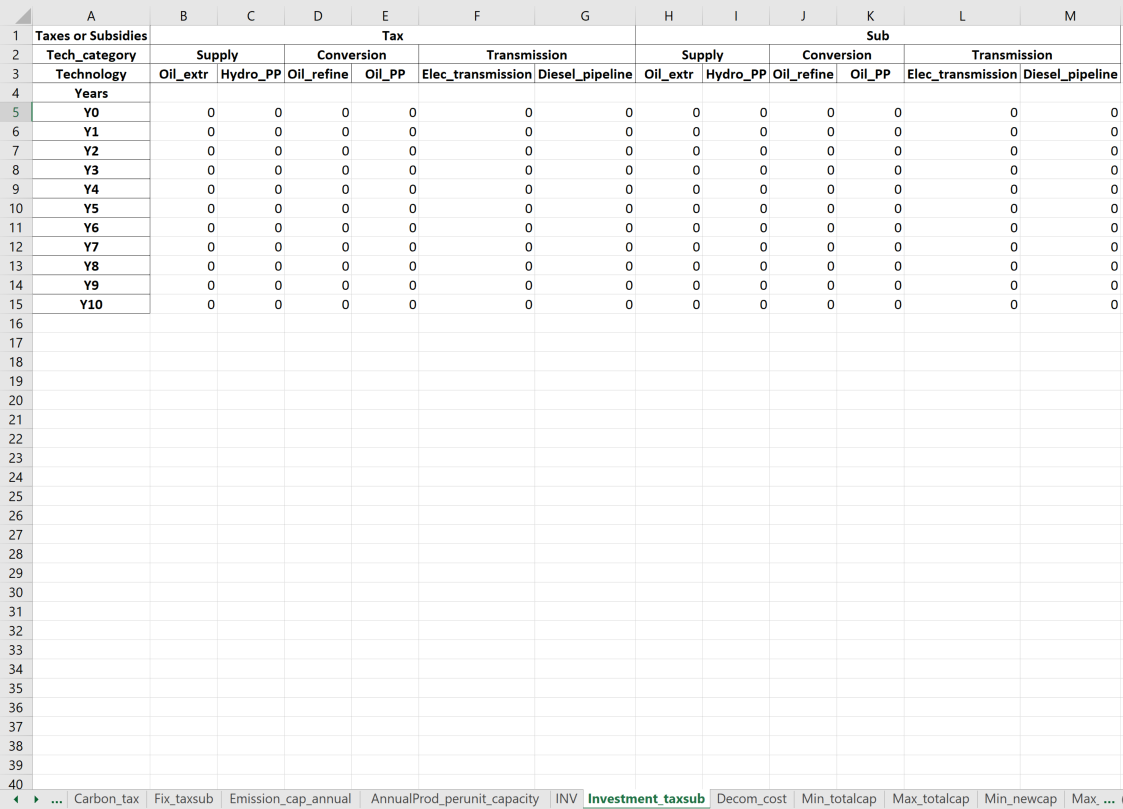 A B C D E F G H I J K L M
1 Taxes or Subsidies Tax Sub
2 Tech_category Supply Conversion Transmission Supply Conversion Transmission
3 Technology Oil_extr Hydro_PP Oil_refine Oil_PP Elec_transmission Diesel_pipeline Oil_extr Hydro_PP Oil_refine Oil_PP Elec_transmission Diesel_pipeline
4 Years
5 Y0 0 0 0 0 0 0 0 0 0 0 0 0
6 Y1 0 0 0 0 0 0 0 0 0 0 0 0
7 Y2 0 0 0 0 0 0 0 0 0 0 0 0
8 Y3 0 0 0 0 0 0 0 0 0 0 0 0
9 Y4 0 0 0 0 0 0 0 0 0 0 0 0
10 Y5 0 0 0 0 0 0 0 0 0 0 0 0
11 Y6 0 0 0 0 0 0 0 0 0 0 0 0
12 Y7 0 0 0 0 0 0 0 0 0 0 0 0
13 Y8 0 0 0 0 0 0 0 0 0 0 0 0
14 Y9 0 0 0 0 0 0 0 0 0 0 0 0
15 Y10 0 0 0 0 0 0 0 0 0 0 0 0
16
17
18
19
20
21
22
23
24
25
26
27
28
29
30
31
32
33
34
35
36
37
38
39
40
... Carbon_tax Fix_taxsub Emission_cap_annual AnnualProd_perunit_capacity INV Investment_taxsub Decom_cost Min_totalcap Max_totalcap Min_newcap Max_ ...